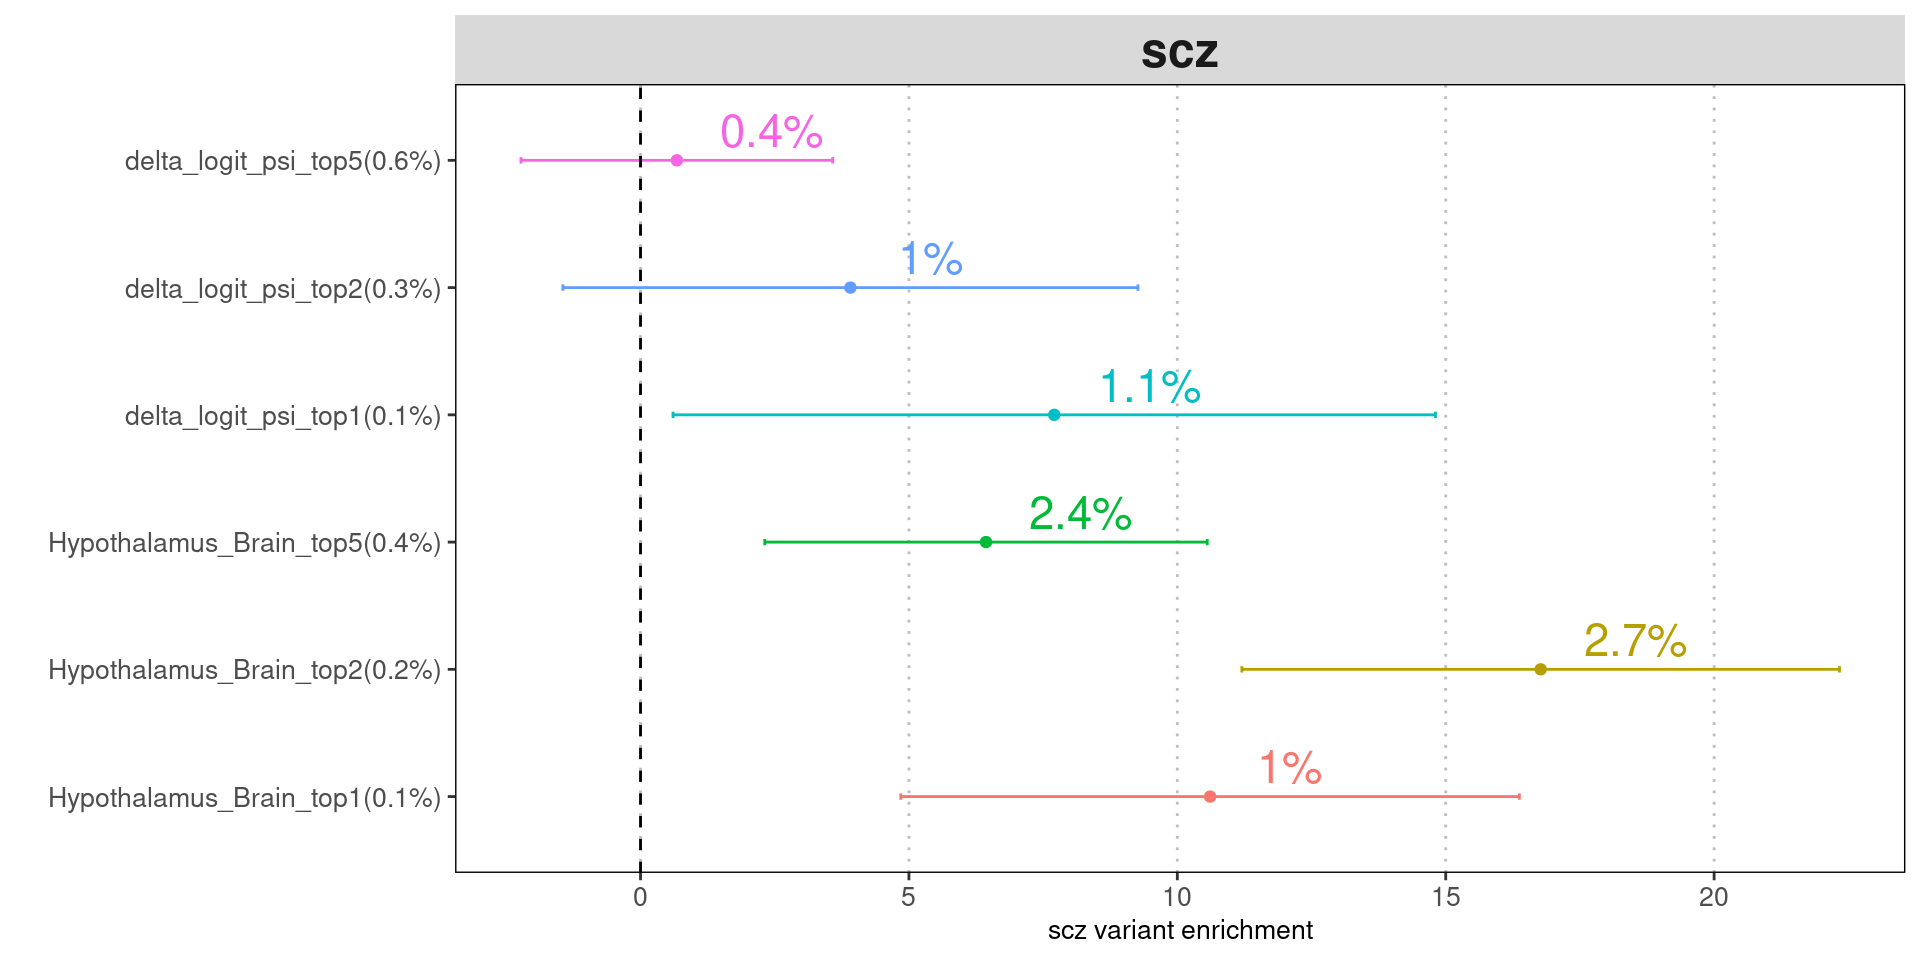 scz
0.4%
delta_logit_psi_top5(0.6%)
1%
delta_logit_psi_top2(0.3%)
1.1%
delta_logit_psi_top1(0.1%)
2.4%
Hypothalamus_Brain_top5(0.4%)
2.7%
Hypothalamus_Brain_top2(0.2%)
1%
Hypothalamus_Brain_top1(0.1%)
0 5 10 15 20
scz variant enrichment